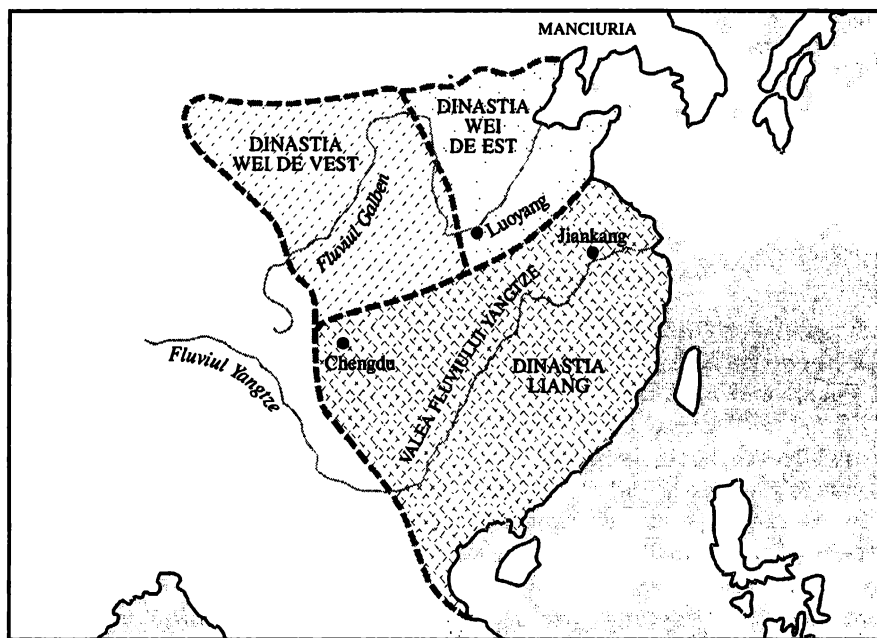 MANCIURIA
DINASTIA
WEI DE VEST
DINASTIA
WEI
DE EST
Fluviul Galben
Luoyang
Jiankang
Fluviul Yangtze
Chengdu
VALEA FLUVIULUI YANGTZE
DINASTIA
LIANG